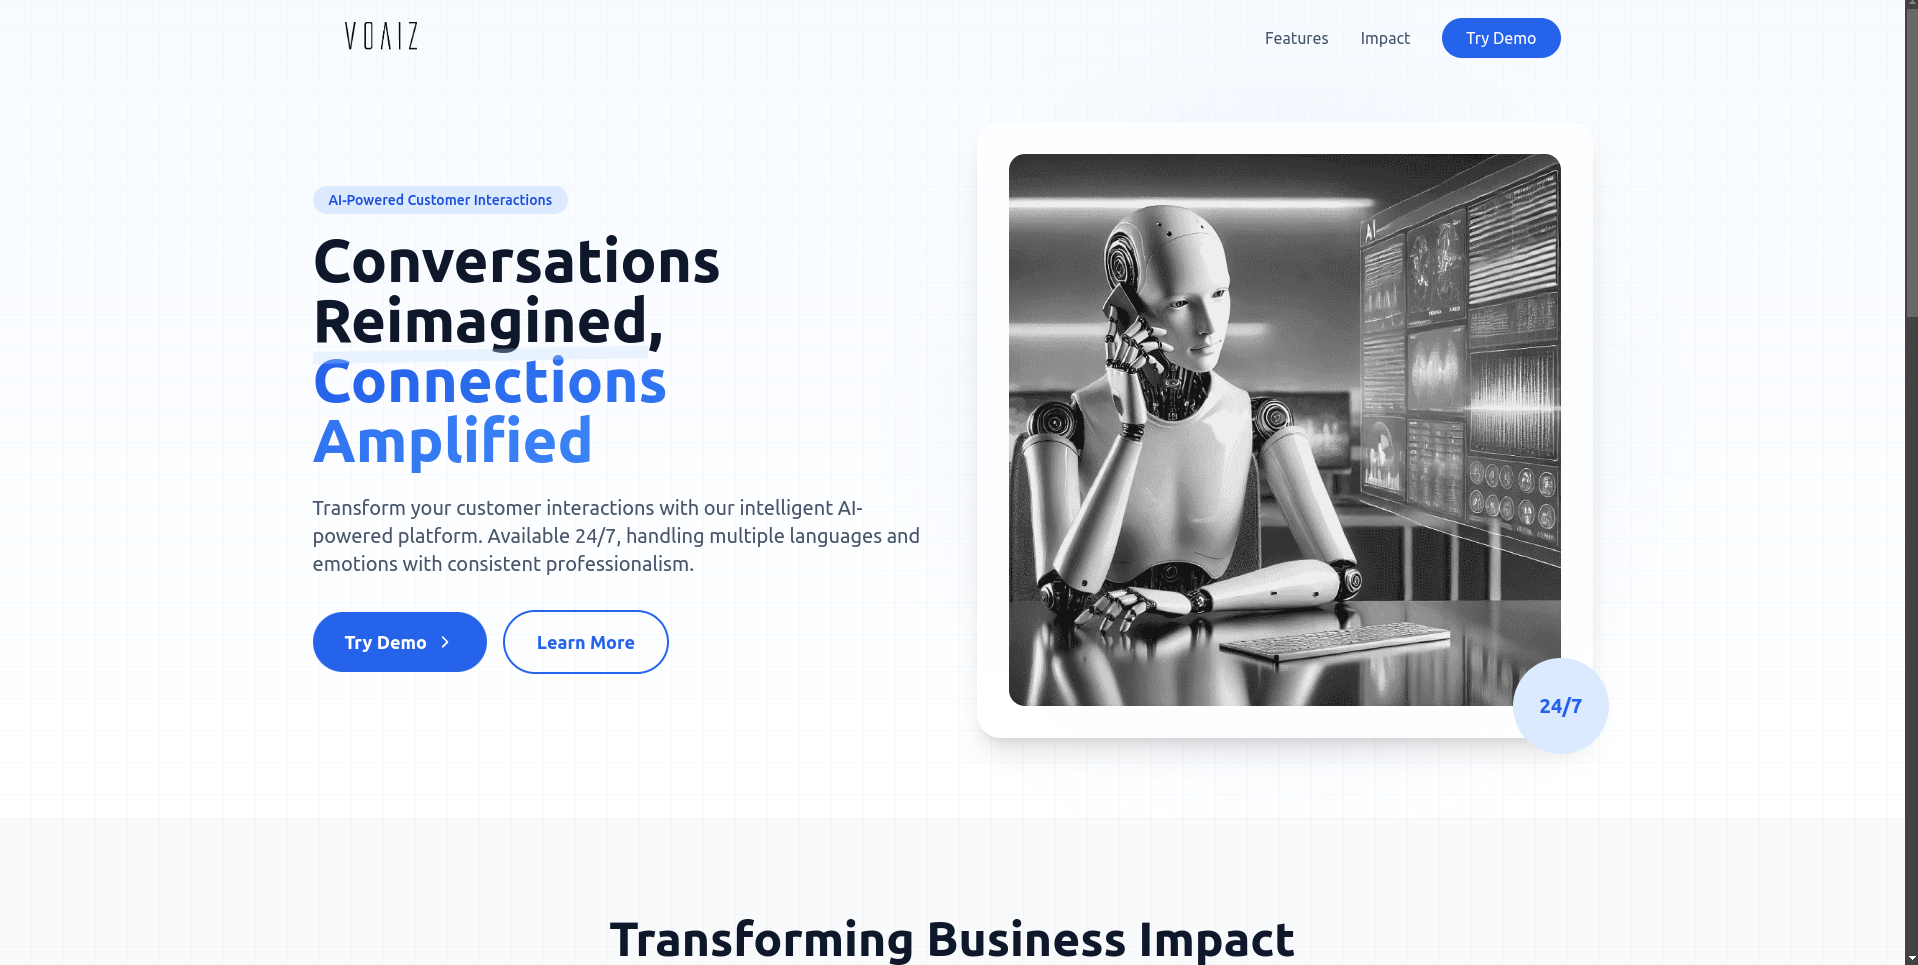 VOAIZ
Features
Impact
Try Demo
AI-Powered Customer Interactions
Conversations
Reimagined,
Connections
Amplified
Transform your customer interactions with our intelligent AI-
powered platform. Available 24/7, handling multiple languages and
emotions with consistent professionalism.
Try Demo
Learn More
AI
24/7
Transforming Business Impact